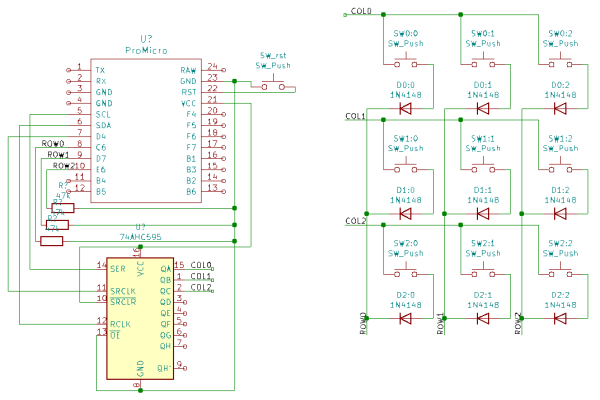 U?
ProMicro
1 TX
2 RX
3 GND
4 GND
5 SCL
6 SDA
7 D4
8 C6
9 D7
10 E6
11 B4
12 B5
RAW 24
GND 23
RST 22
VCC 21
F4 20
F5 19
F6 18
F7 17
B1 16
B3 15
B2 14
B6 13
SW_rst
SW_Push
ROW0
ROW1
ROW2
R?
47k
R?
47k
U?
74AHC595
16 VCC
14 SER
11 SRCLK
10 SRCLR
12 RCLK
13 OE
QA 15 COL0
QB 1 COL1
QC 2 COL2
QD 3
QE 4
QF 5
QG 6
QH 7
QH' 9
GND 8
COL0
SW0:0 SW0:1 SW0:2
SW_Push SW_Push SW_Push
D0:0 D0:1 D0:2
1N4148 1N4148 1N4148
COL1
SW1:0 SW1:1 SW1:2
SW_Push SW_Push SW_Push
D1:0 D1:1 D1:2
1N4148 1N4148 1N4148
COL2
SW2:0 SW2:1 SW2:2
SW_Push SW_Push SW_Push
D2:0 D2:1 D2:2
1N4148 1N4148 1N4148
ROW0 ROW1 ROW2